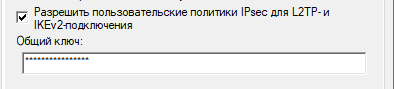 Разрешить пользовательские политики IPsec для L2TP- и
IKEv2-подключения
Общий ключ:
****************